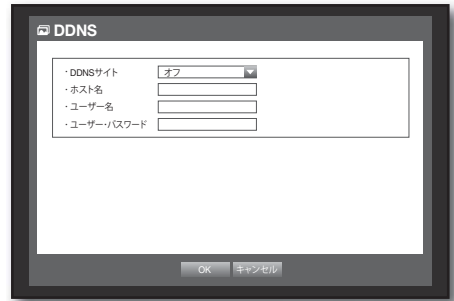 DDNS
・DDNSサイト オフ
・ホスト名
・ユーザー名
・ユーザー・パスワード
OK キャンセル